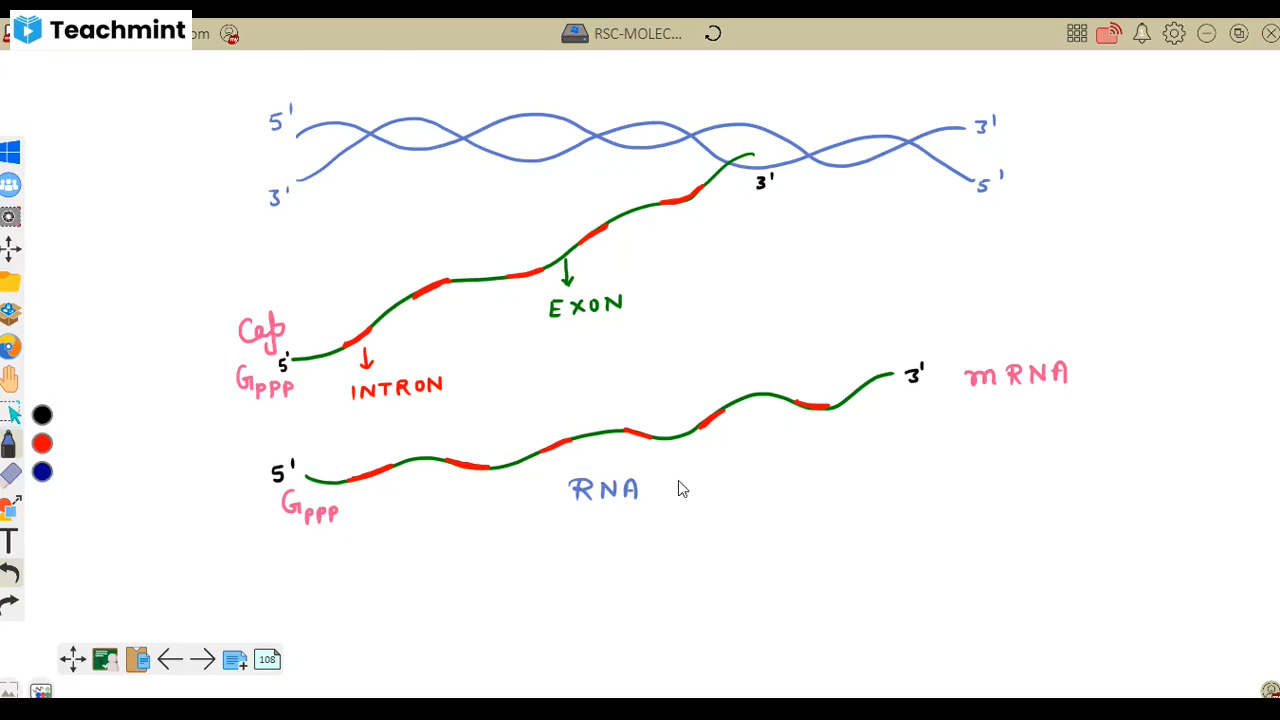 Teachmint
om
RSC-MOLEC...
5'
3'
3'
5'
3'
EXON
Cap
5'
Gppp
INTRON
3'
mRNA
5'
Gppp
RNA
T
108